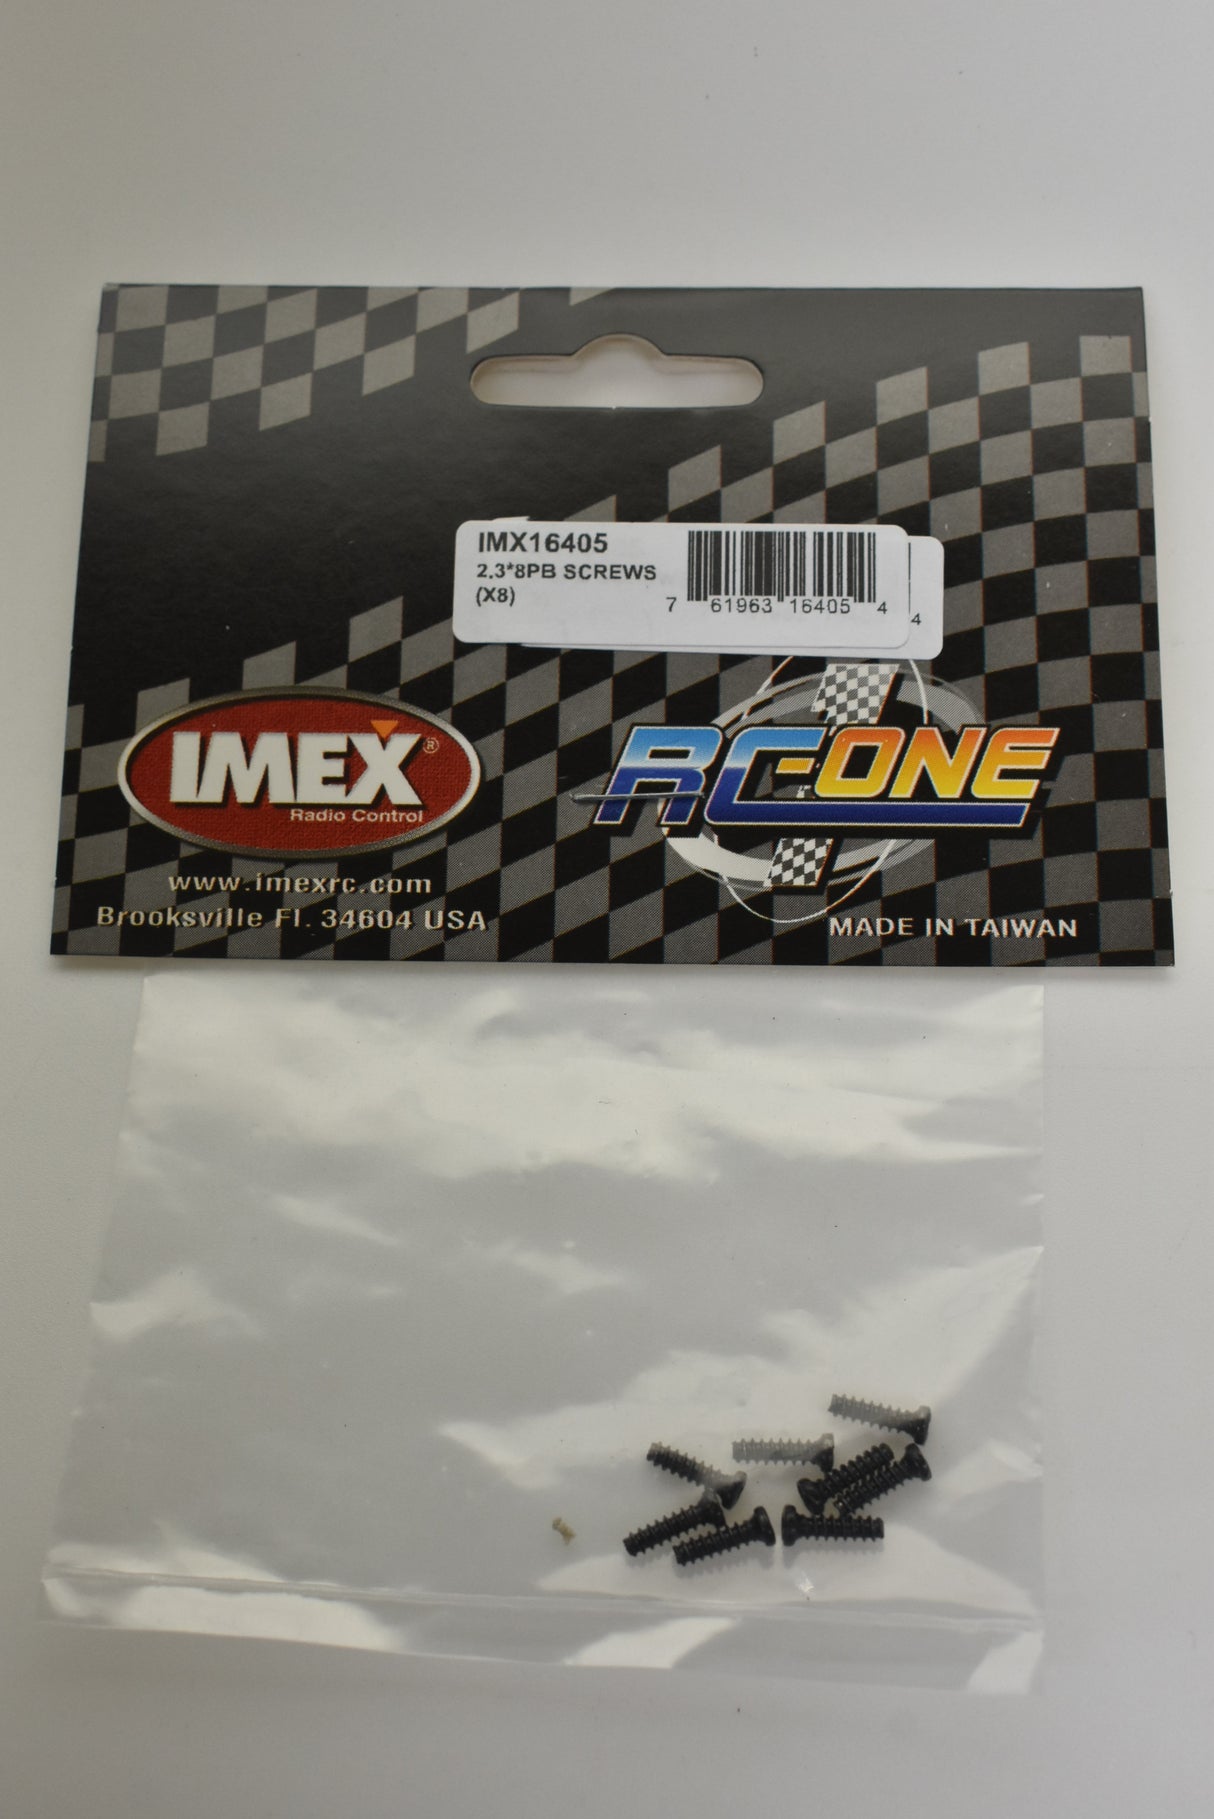 IMX16405
2.3*8PB SCREWS
(X8)
7 61963 16405 4
4
IMEX®
Radio Control
www.imexrc.com
Brooksville Fl. 34604 USA
RC-ONE
MADE IN TAIWAN